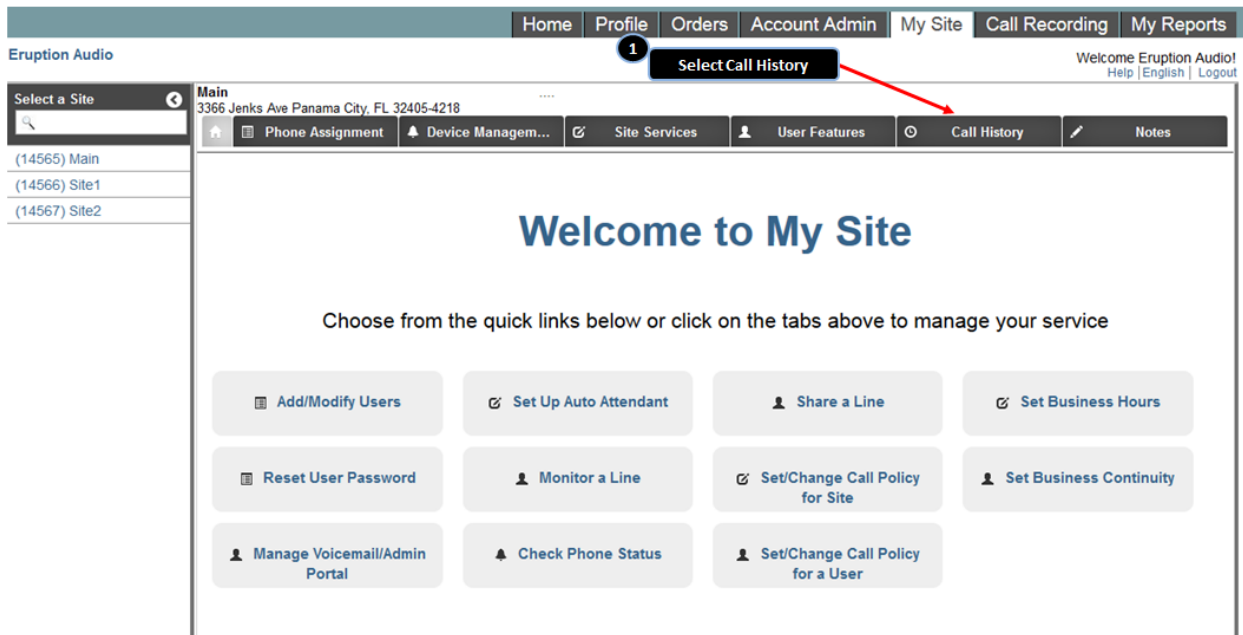 Home Profile Orders Account Admin My Site Call Recording My Reports
Eruption Audio
1
Select Call History
Welcome Eruption Audio!
Help | English | Logout
Select a Site
(14565) Main
(14566) Site1
(14567) Site2
Main
....
3366 Jenks Ave Panama City, FL 32405-4218
Phone Assignment Device Managem... Site Services User Features Call History Notes
Welcome to My Site
Choose from the quick links below or click on the tabs above to manage your service
Add/Modify Users
Set Up Auto Attendant
Share a Line
Set Business Hours
Reset User Password
Monitor a Line
Set/Change Call Policy
for Site
Set Business Continuity
Manage Voicemail/Admin
Portal
Check Phone Status
Set/Change Call Policy
for a User